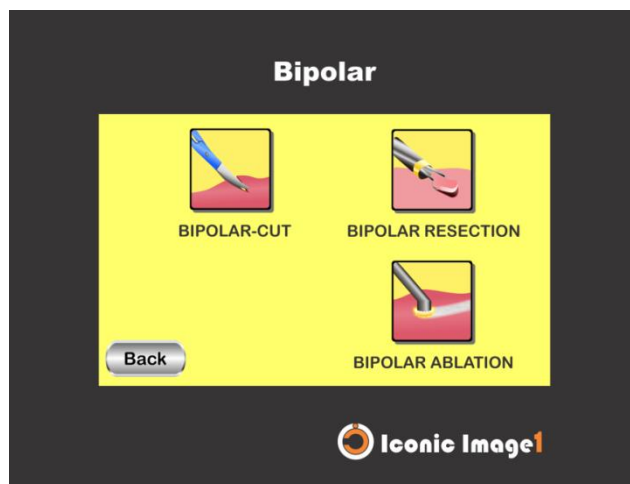 Bipolar
BIPOLAR-CUT
BIPOLAR RESECTION
Back
BIPOLAR ABLATION
Iconic Image1